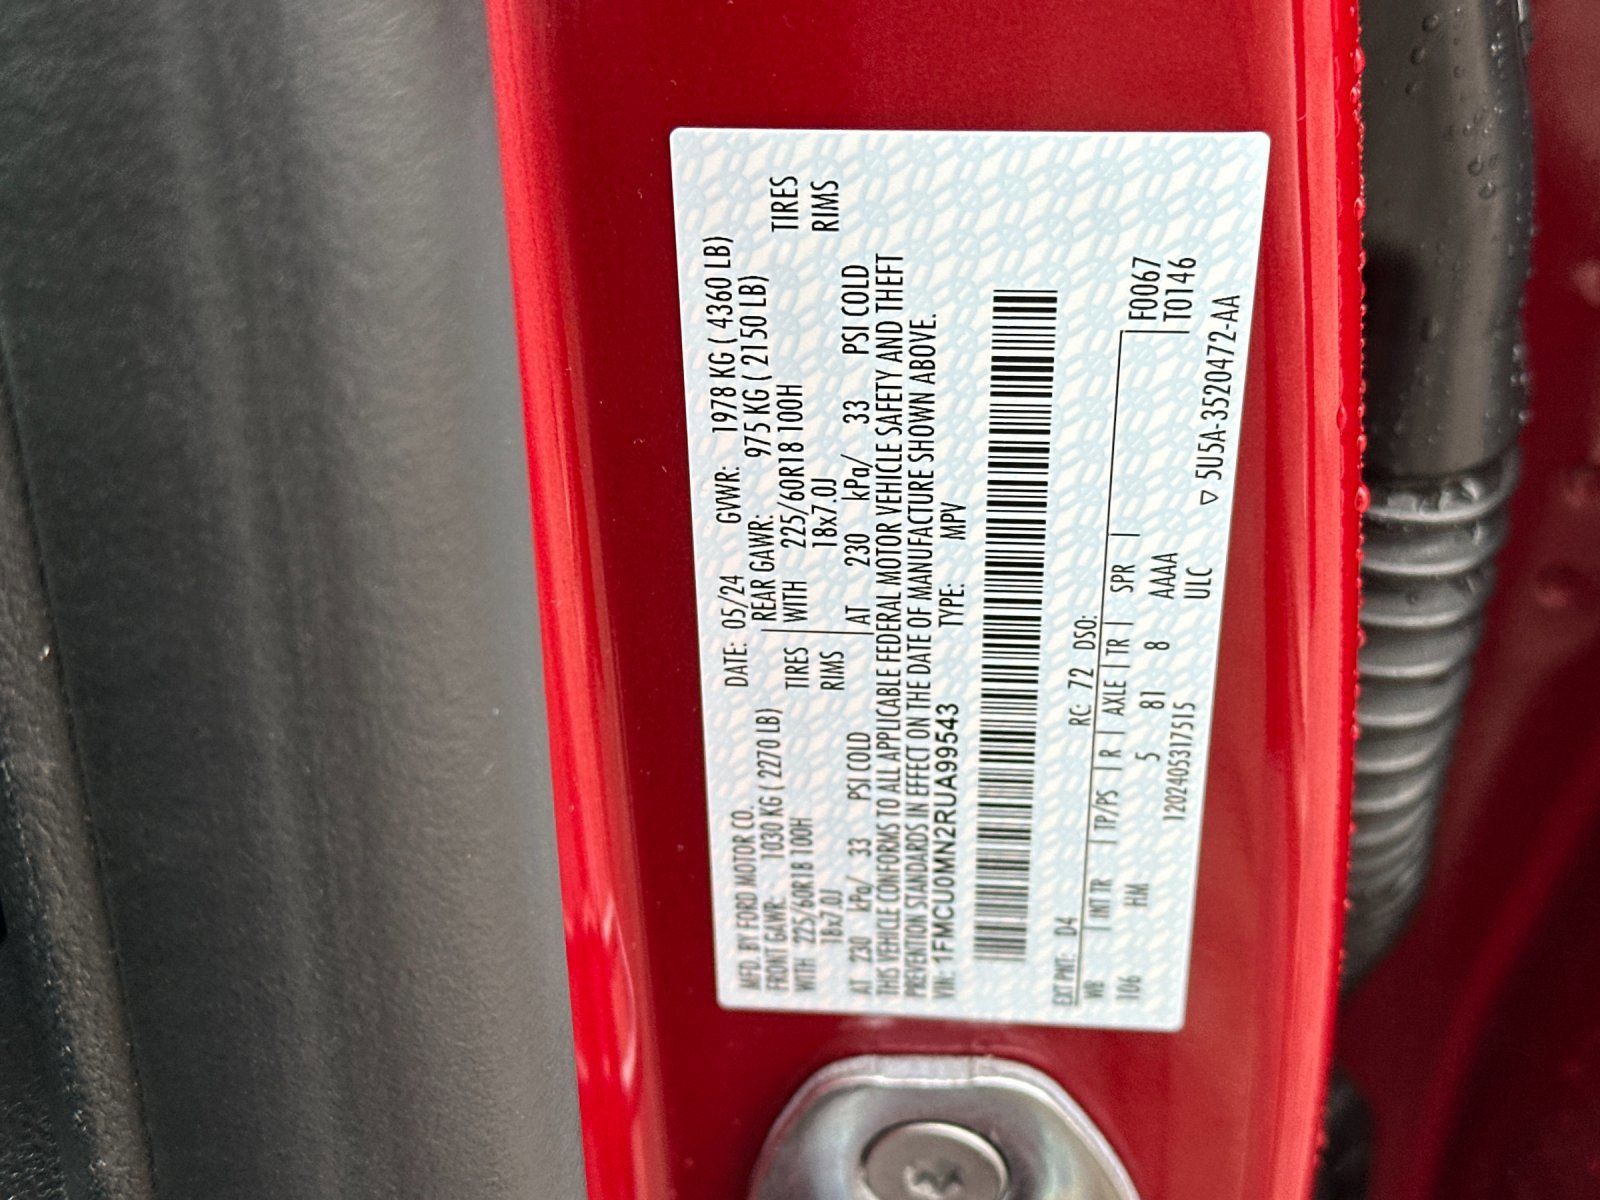 MFD. BY FORD MOTOR CO. DATE: 05/24 GVWR: 1978 KG ( 4360 LB)
FRONT GAWR: 1030 KG ( 2270 LB) REAR GAWR: 975 KG ( 2150 LB)
WITH 225/60R18 100H TIRES WITH 225/60R18 100H TIRES
18x7.0J RIMS 18x7.0J RIMS
AT 230 kPa/ 33 PSI COLD AT 230 kPa/ 33 PSI COLD
THIS VEHICLE CONFORMS TO ALL APPLICABLE FEDERAL MOTOR VEHICLE SAFETY AND THEFT
PREVENTION STANDARDS IN EFFECT ON THE DATE OF MANUFACTURE SHOWN ABOVE.
VIN: 1FMCU0MN2RUA99543 TYPE: MPV
EXT PNT: D4 RC: 72 DSO:
WB INT TR TP/PS R AXLE TR SPR F0067
106 HM 5 81 8 AAAA T0146
120240531​7515 ULC ▽ 5U5A-3520472-AA